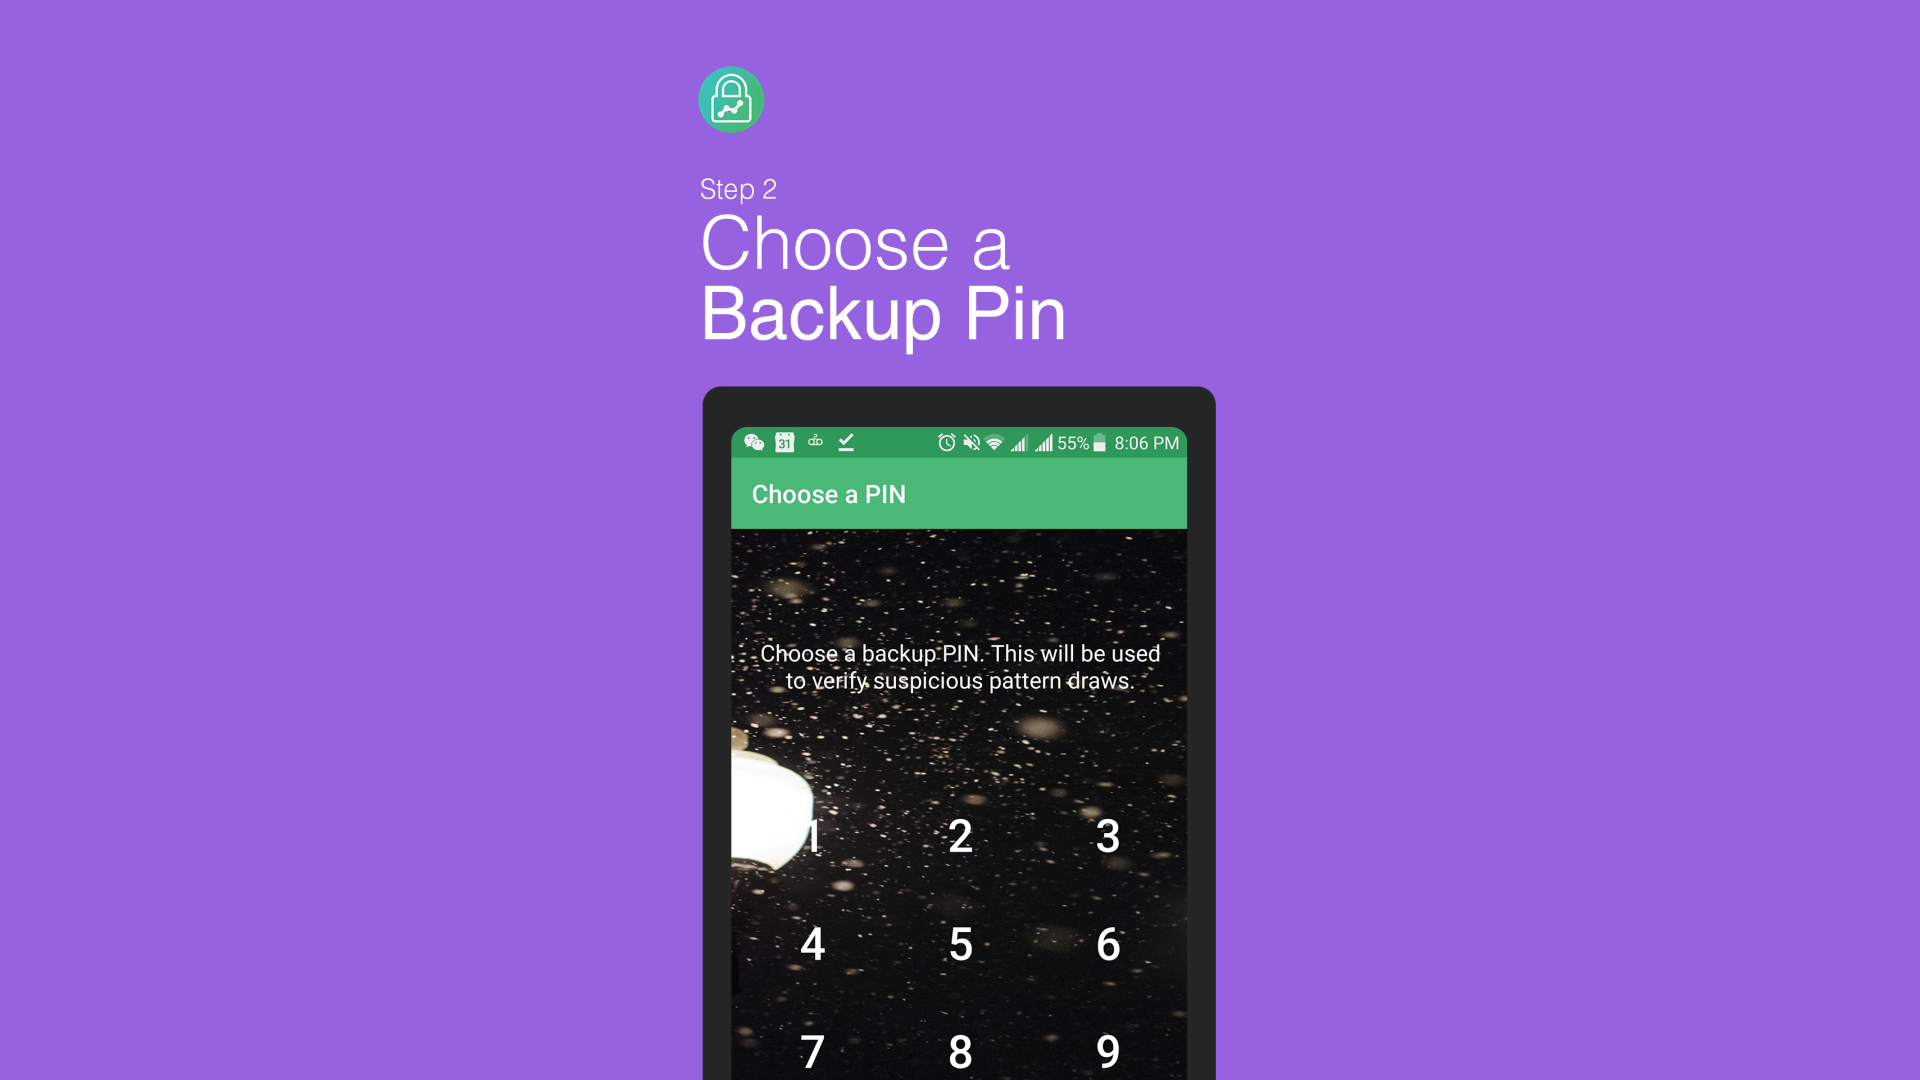 Step 2
Choose a
Backup Pin
31 55% 8:06 PM
Choose a PIN
Choose a backup PIN. This will be used
to verify suspicious pattern draws.
1 2 3
4 5 6
7 8 9